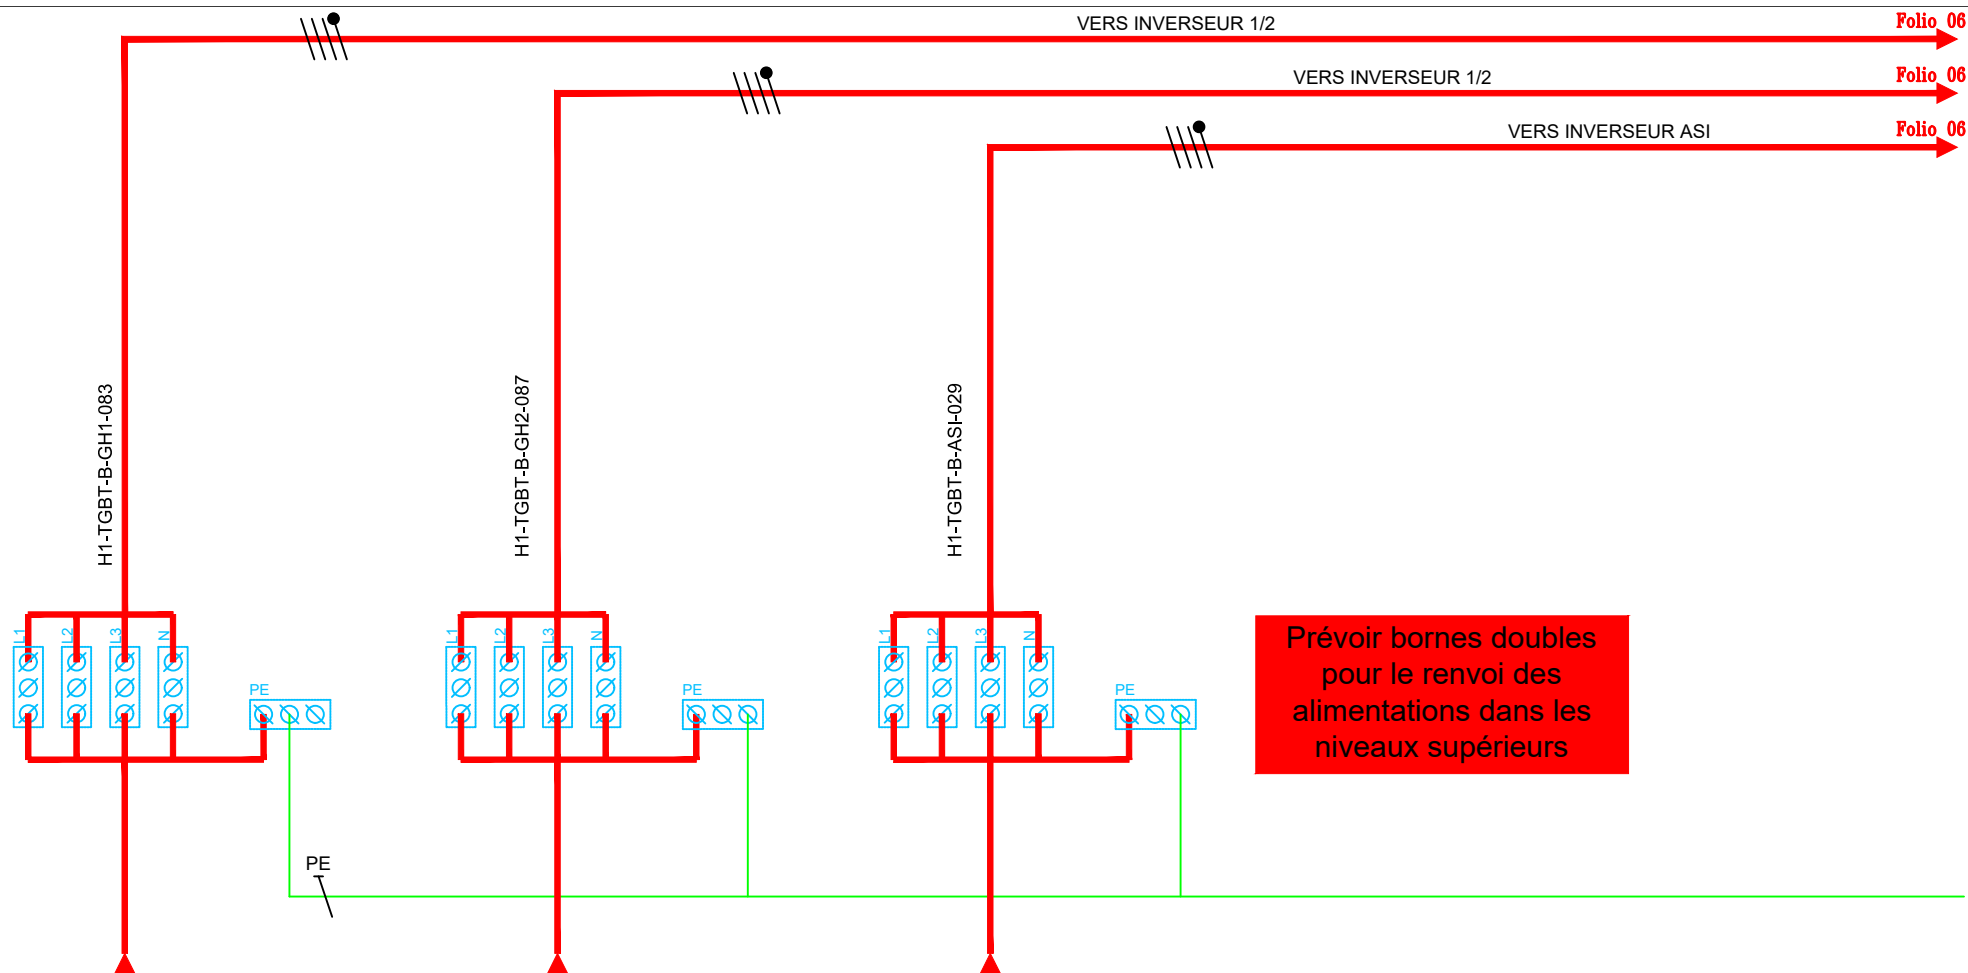 VERS INVERSEUR 1/2
Folio 06
VERS INVERSEUR 1/2
Folio 06
VERS INVERSEUR ASI
Folio 06
H1-TGBT-B-GH1-083
H1-TGBT-B-GH2-087
H1-TGBT-B-ASI-029
L1 L2 L3 N
PE
L1 L2 L3 N
PE
L1 L2 L3 N
PE
Prévoir bornes doubles
pour le renvoi des
alimentations dans les
niveaux supérieurs
PE